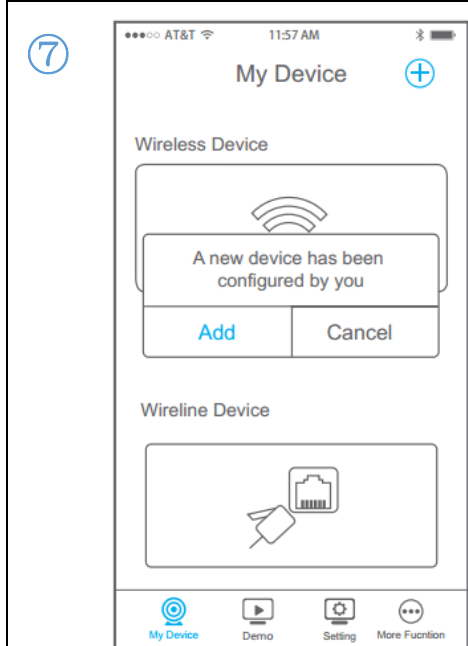 ⑦
AT&T 11:57 AM
My Device
Wireless Device
A new device has been
configured by you
Add Cancel
Wireline Device
My Device Demo Setting More Fucntion